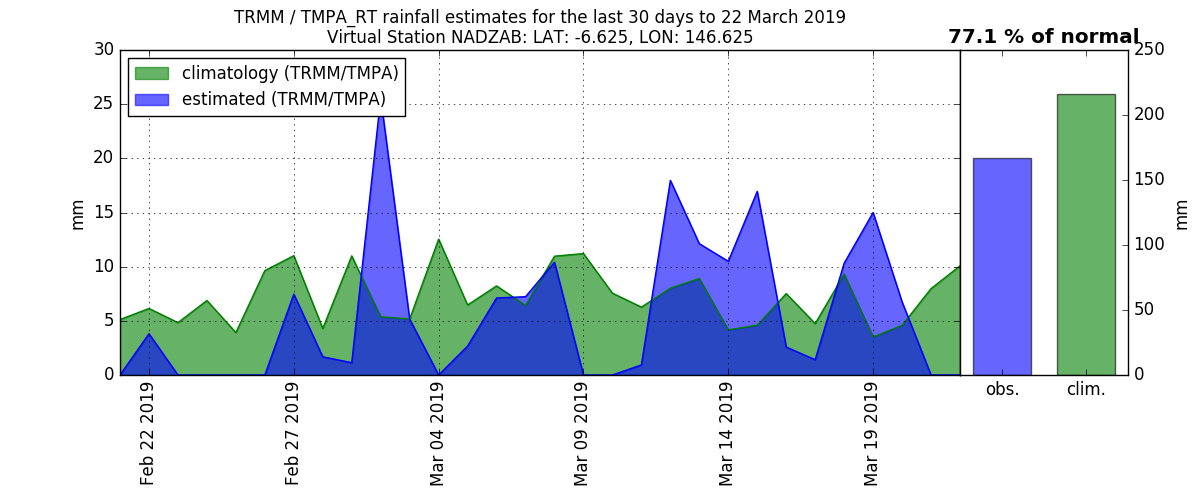 TRMM / TMPA_RT rainfall estimates for the last 30 days to 22 March 2019
Virtual Station NADZAB: LAT: -6.625, LON: 146.625
77.1 % of normal
climatology (TRMM/TMPA)
estimated (TRMM/TMPA)
30
25
20
15
10
5
0
mm
Feb 22 2019
Feb 27 2019
Mar 04 2019
Mar 09 2019
Mar 14 2019
Mar 19 2019
250
200
150
100
50
0
mm
obs.
clim.